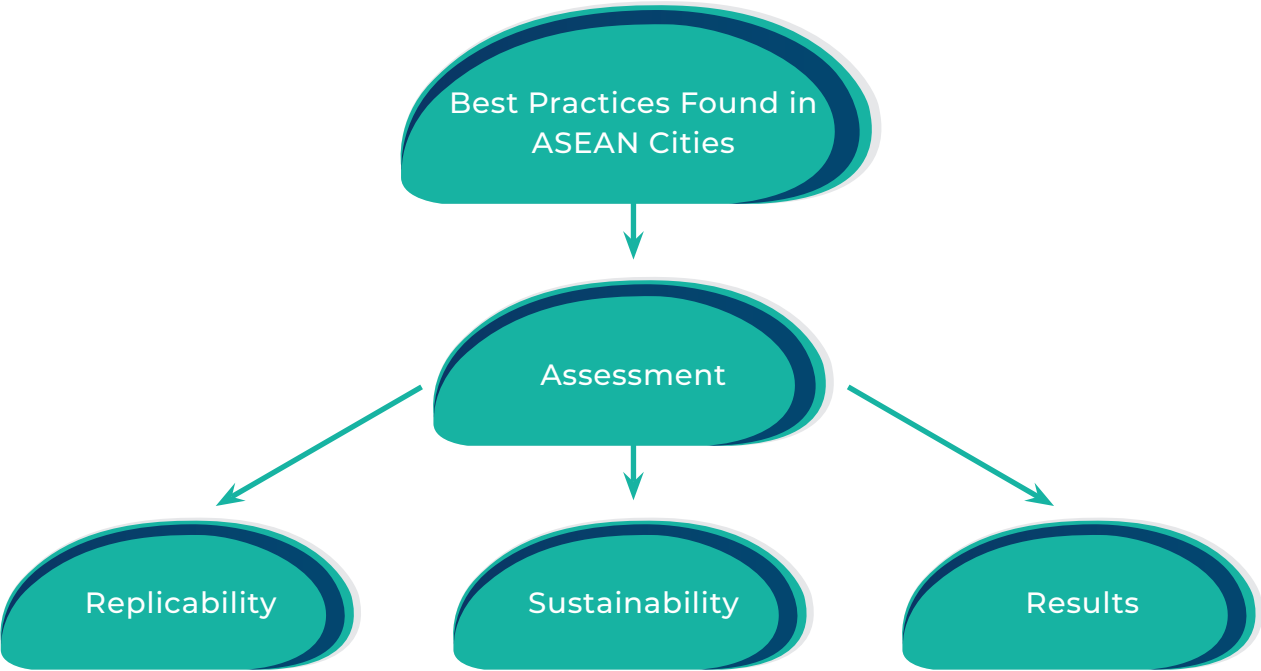 Best Practices Found in
ASEAN Cities
Assessment
Replicability
Sustainability
Results